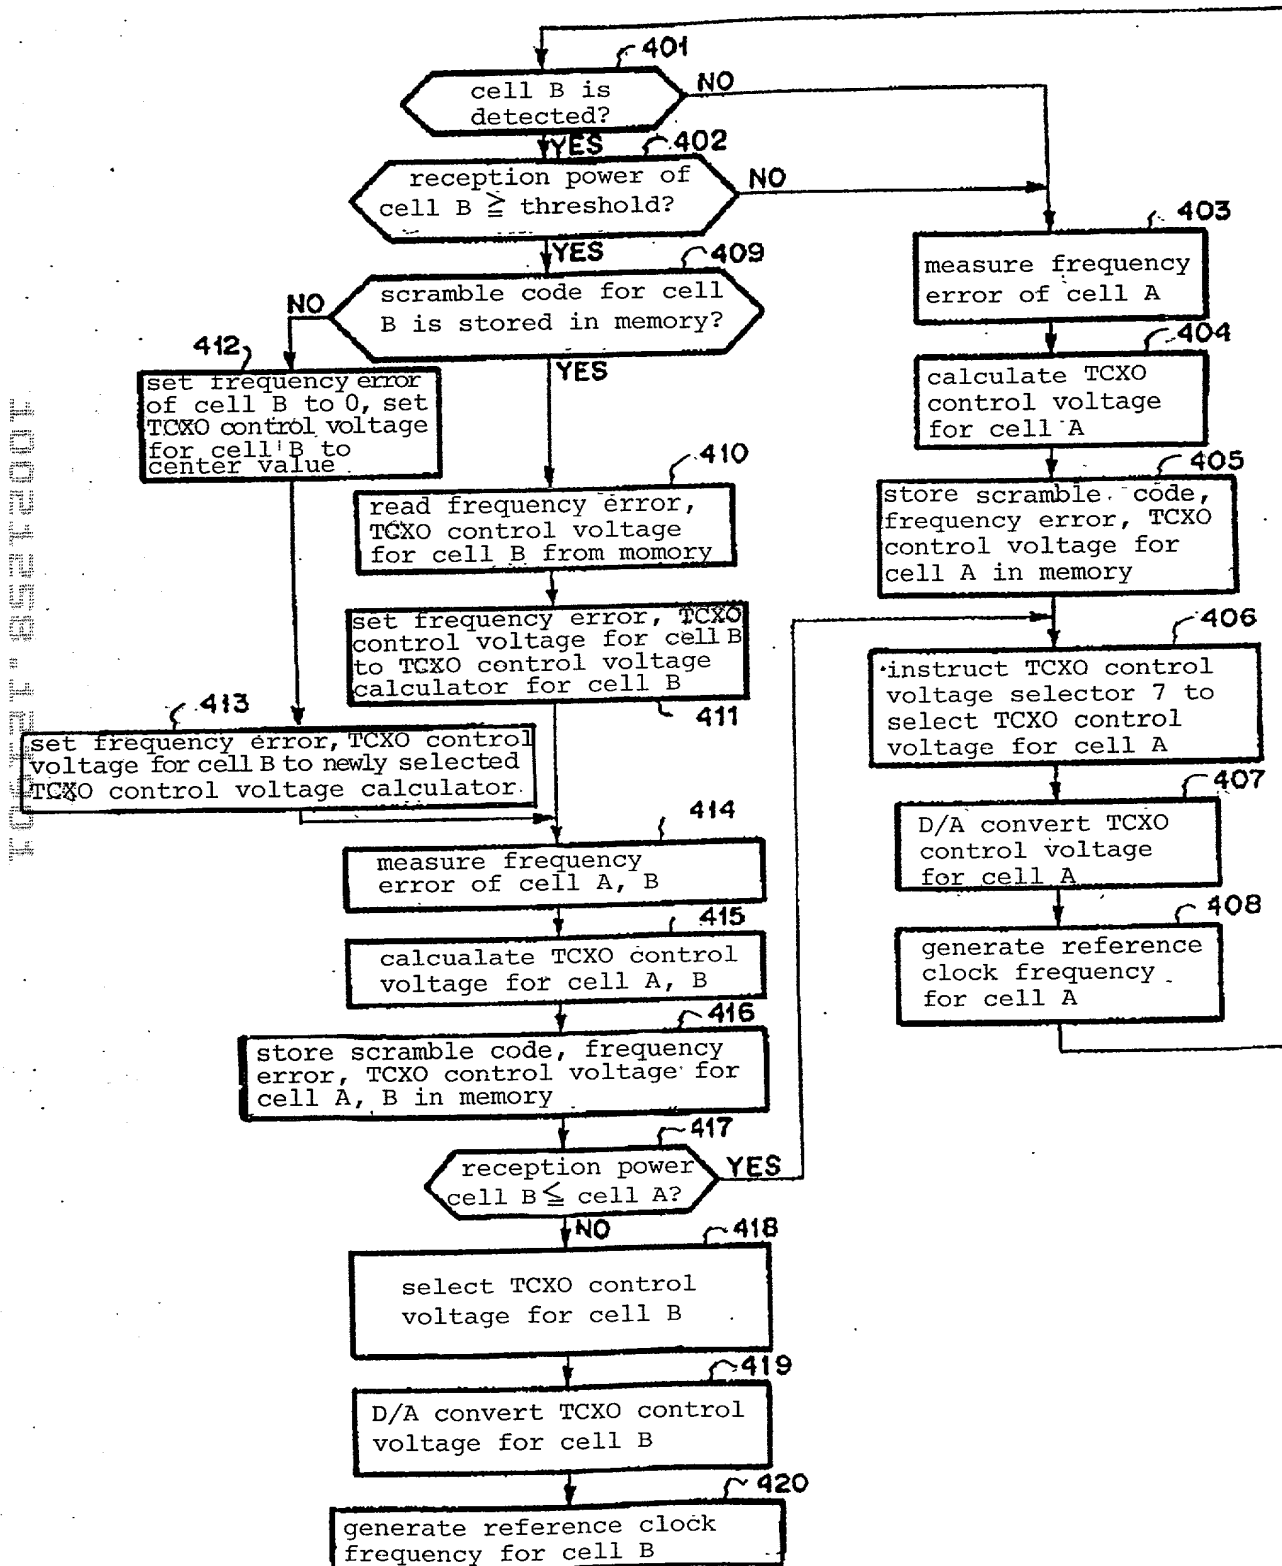 401
cell B is
detected?
NO
YES
402
reception power of
cell B ≧ threshold?
NO
YES
409
scramble code for cell
B is stored in memory?
NO
YES
412
set frequency error
of cell B to 0, set
TCXO control voltage
for cell B to
center value
410
read frequency error,
TCXO control voltage
for cell B from momory
set frequency error, TCXO
control voltage for cell B
to TCXO control voltage
calculator for cell B
411
413
set frequency error, TCXO control
voltage for cell B to newly selected
TCXO control voltage calculator.
414
measure frequency
error of cell A, B
415
calcualate TCXO control
voltage for cell A, B
416
store scramble code, frequency
error, TCXO control voltage for
cell A, B in memory
417
reception power
cell B ≦ cell A?
YES
NO
418
select TCXO control
voltage for cell B
419
D/A convert TCXO control
voltage for cell B
420
generate reference clock
frequency for cell B
403
measure frequency
error of cell A
404
calculate TCXO
control voltage
for cell A
405
store scramble code,
frequency error, TCXO
control voltage for
cell A in memory
406
instruct TCXO control
voltage selector 7 to
select TCXO control
voltage for cell A
407
D/A convert TCXO
control voltage
for cell A
408
generate reference
clock frequency
for cell A